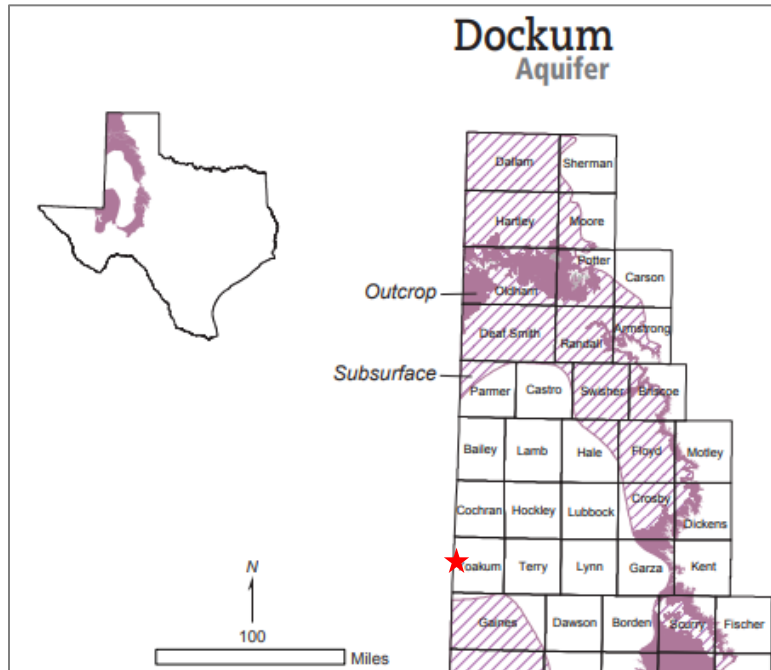 Dockum
Aquifer
Dallam Sherman
Hartley Moore
Potter
Carson
Outcrop
Oldham
Armstrong
Deaf Smith
Randall
Subsurface
Parmer Castro Swisher Briscoe
Bailey Lamb Hale Floyd Motley
Crosby
Cochran Hockley Lubbock
Dickens
oakum Terry Lynn Garza Kent
N
100
Miles
Gaines Dawson Borden Scurry Fischer